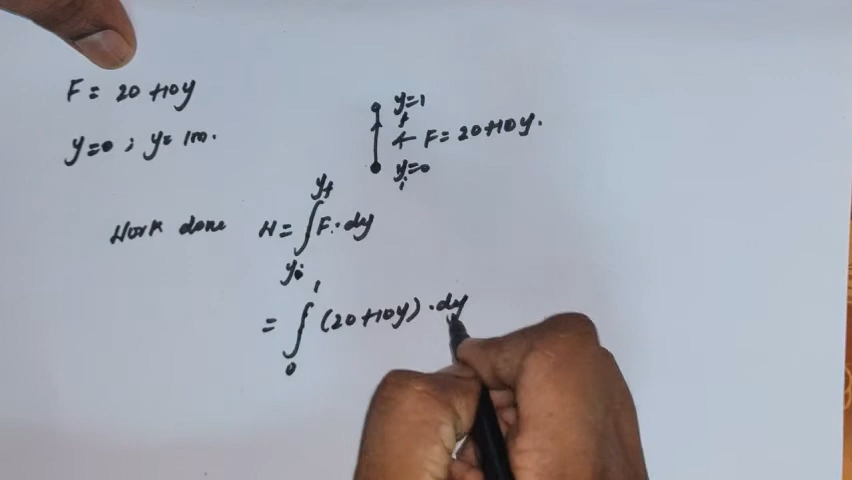 F = 20 +10y
y=0 ; y= 1m.
y=1
f
← F = 20+10y.
y=0
i
Work done W = ∫ F . dy
yf
yi
= ∫ (20+10y) . dy
1
0